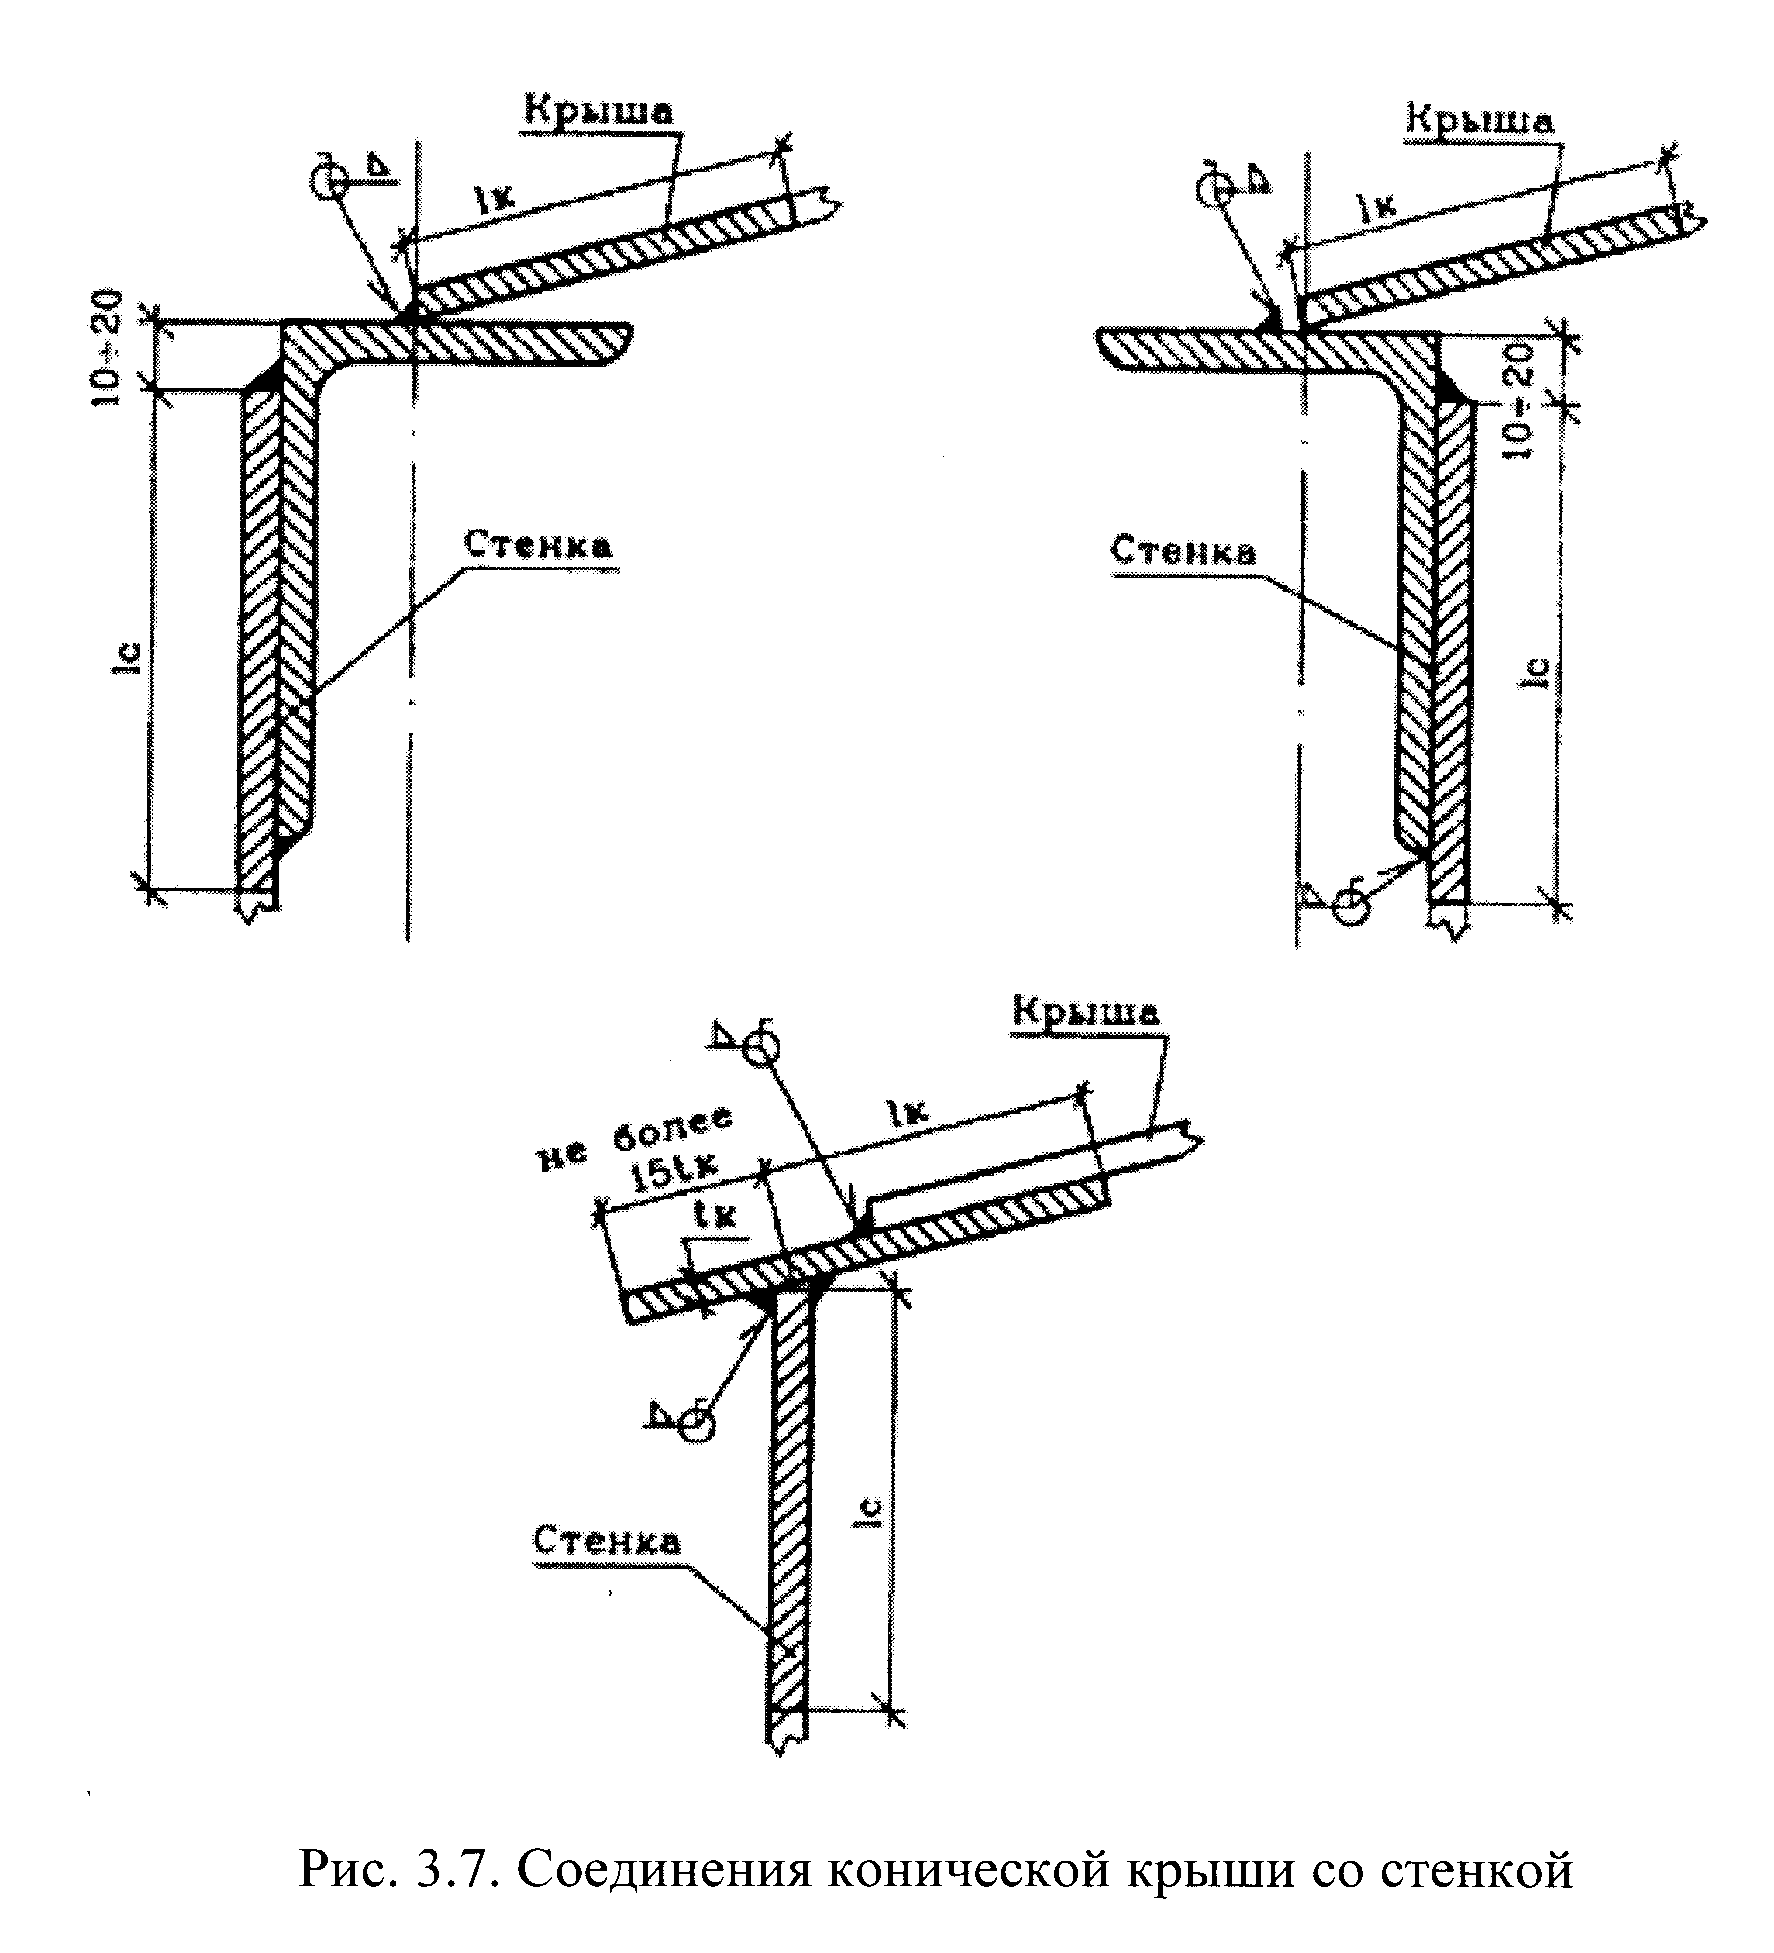 Крыша
lк
10÷20
Стенка
lс
Крыша
lк
10÷20
Стенка
lс
Крыша
lк
не более
15tк
tк
lс
Стенка
Рис. 3.7. Соединения конической крыши со стенкой